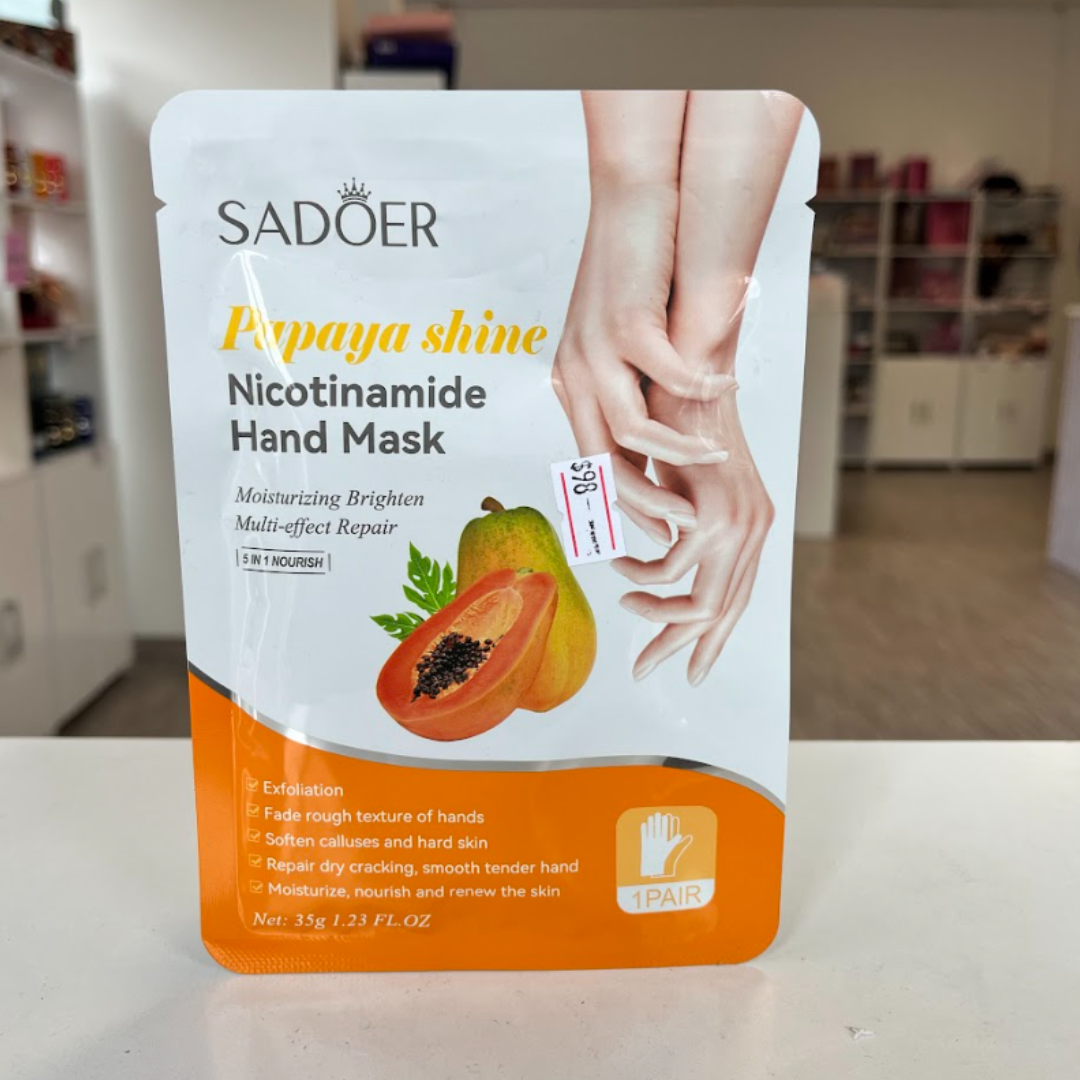 SADOER
Papaya shine
Nicotinamide
Hand Mask
Moisturizing Brighten
Multi-effect Repair
5 IN 1 NOURISH
$98
Exfoliation
Fade rough texture of hands
Soften calluses and hard skin
Repair dry cracking, smooth tender hand
Moisturize, nourish and renew the skin
Net: 35g 1.23 FL.OZ
1PAIR